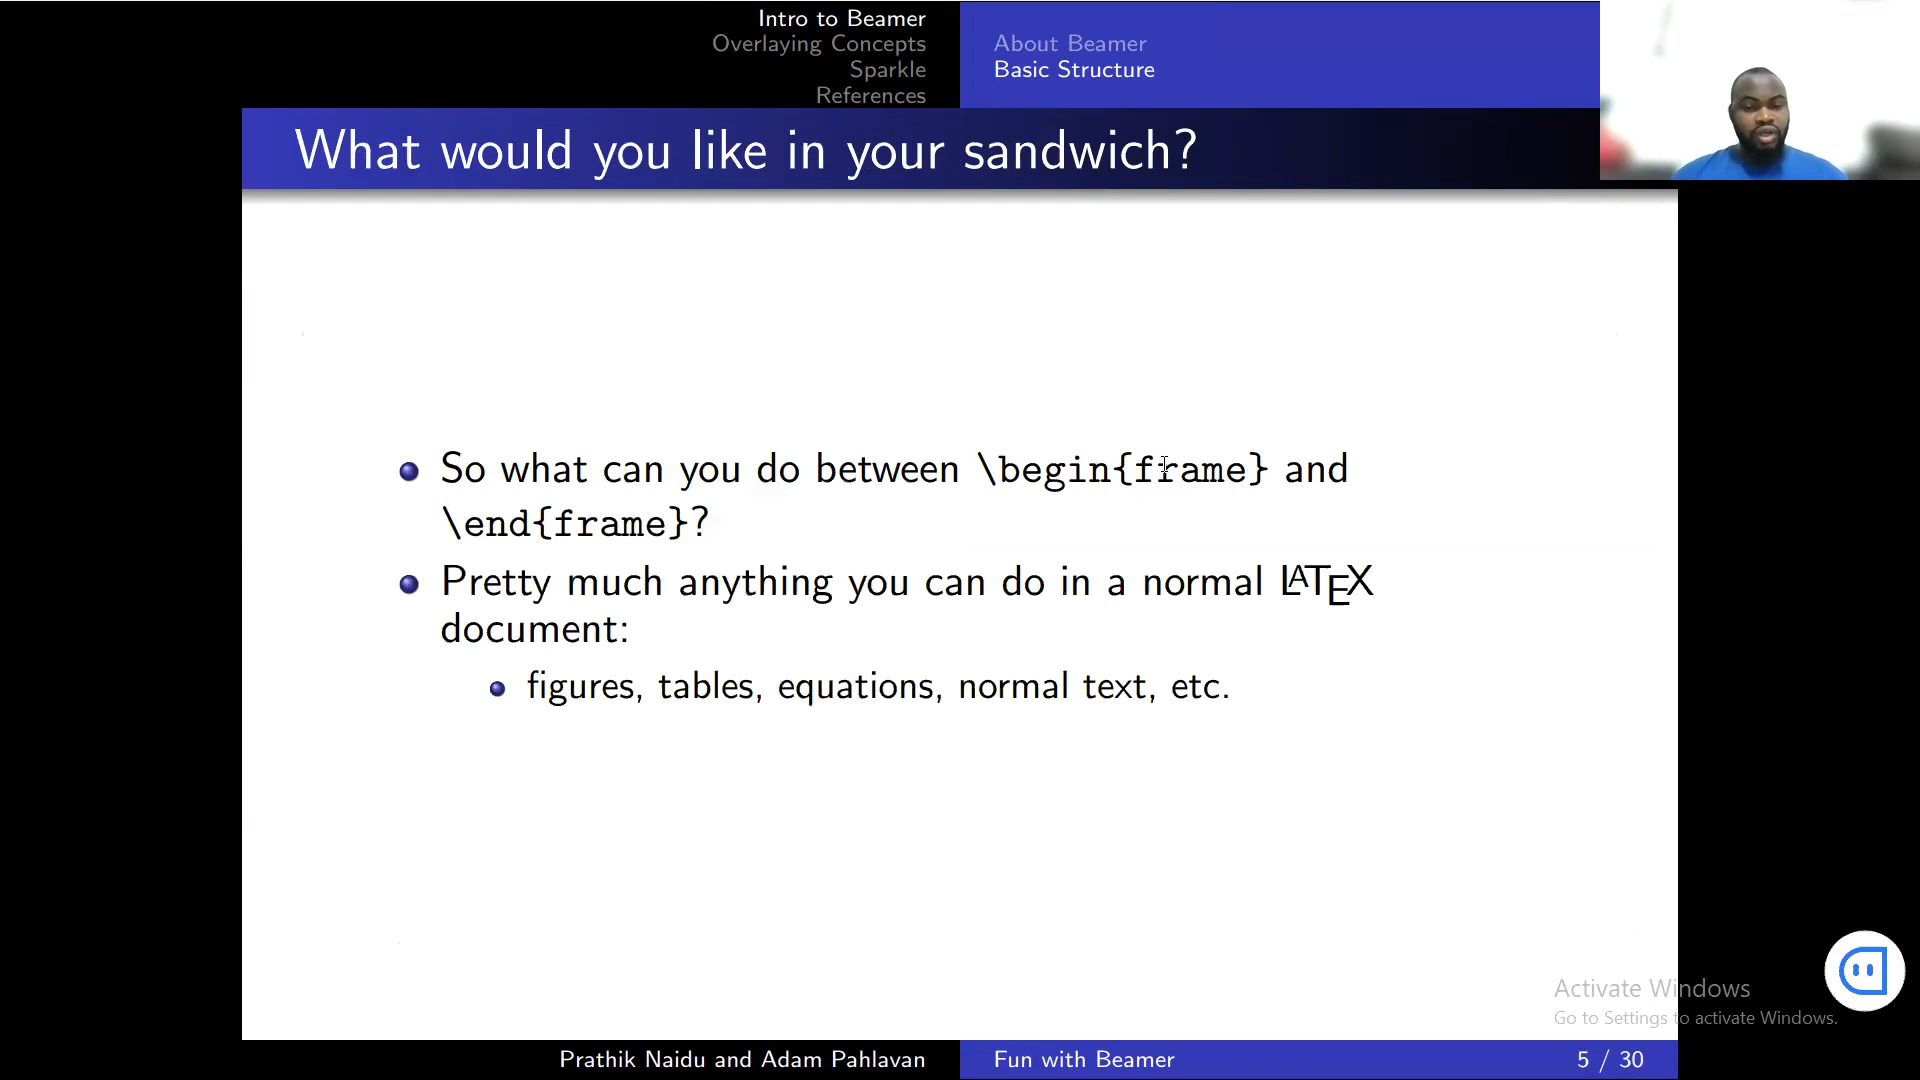 Intro to Beamer
Overlaying Concepts
Sparkle
References
About Beamer
Basic Structure
What would you like in your sandwich?
So what can you do between \begin{frame} and
\end{frame}?
Pretty much anything you can do in a normal LATEX
document:
figures, tables, equations, normal text, etc.
Activate Windows
Go to Settings to activate Windows.
Prathik Naidu and Adam Pahlavan
Fun with Beamer
5 / 30